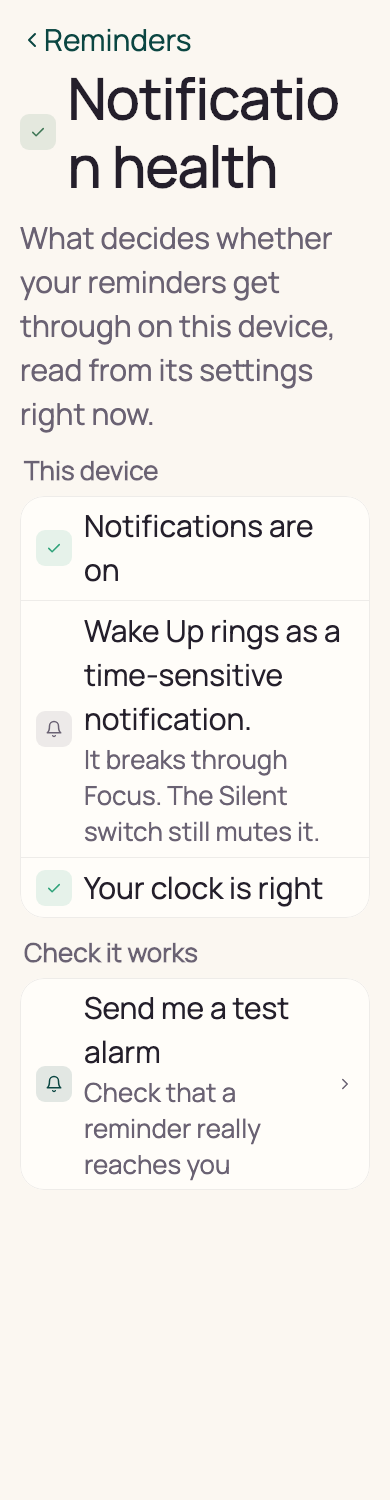 Reminders
Notificatio
n health
What decides whether
your reminders get
through on this device,
read from its settings
right now.
This device
Notifications are
on
Wake Up rings as a
time-sensitive
notification.
It breaks through
Focus. The Silent
switch still mutes it.
Your clock is right
Check it works
Send me a test
alarm
Check that a
reminder really
reaches you